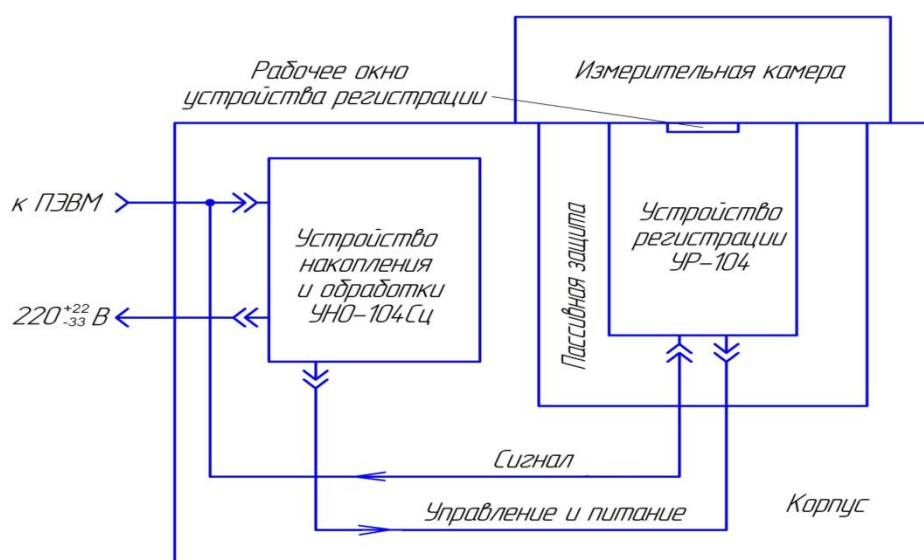 Рабочее окно
устройства регистрации
Измерительная камера
к ПЭВМ
Устройство
накопления
и обработки
УНО-104Сц
220 +22 -33 В
Пассивная защита
Устройство
регистрации
УР-104
Сигнал
Управление и питание
Корпус